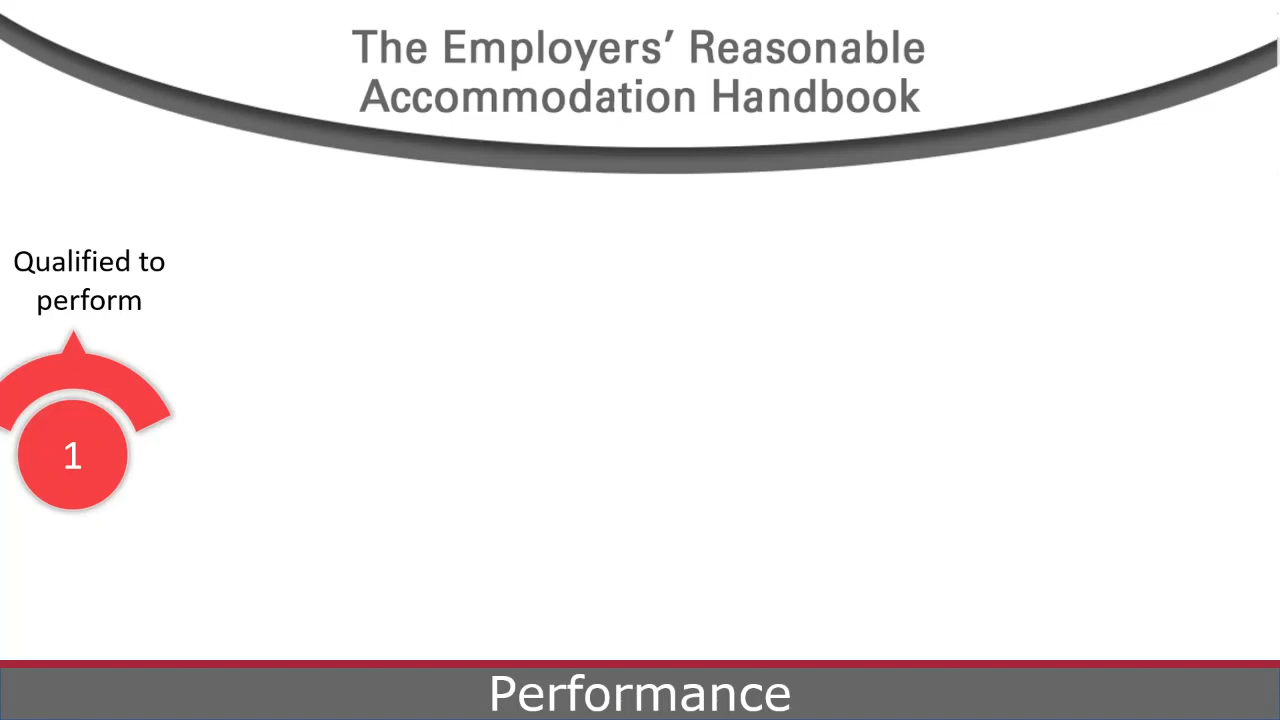 The Employers’ Reasonable
Accommodation Handbook
Qualified to
perform
1
Performance